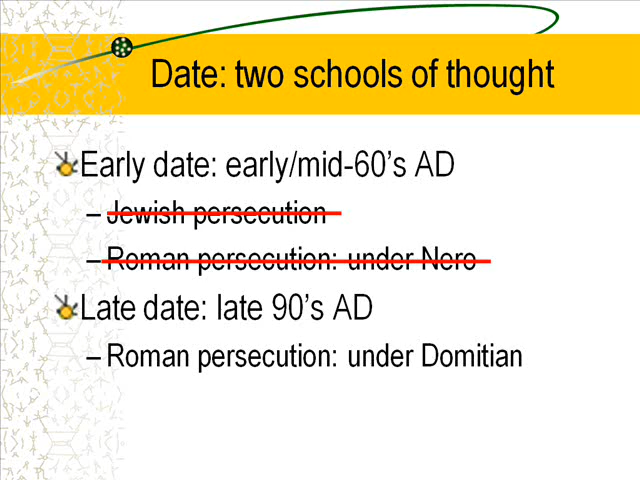 Date: two schools of thought
Early date: early/mid-60's AD
– Jewish persecution
– Roman persecution: under Nero
Late date: late 90's AD
– Roman persecution: under Domitian